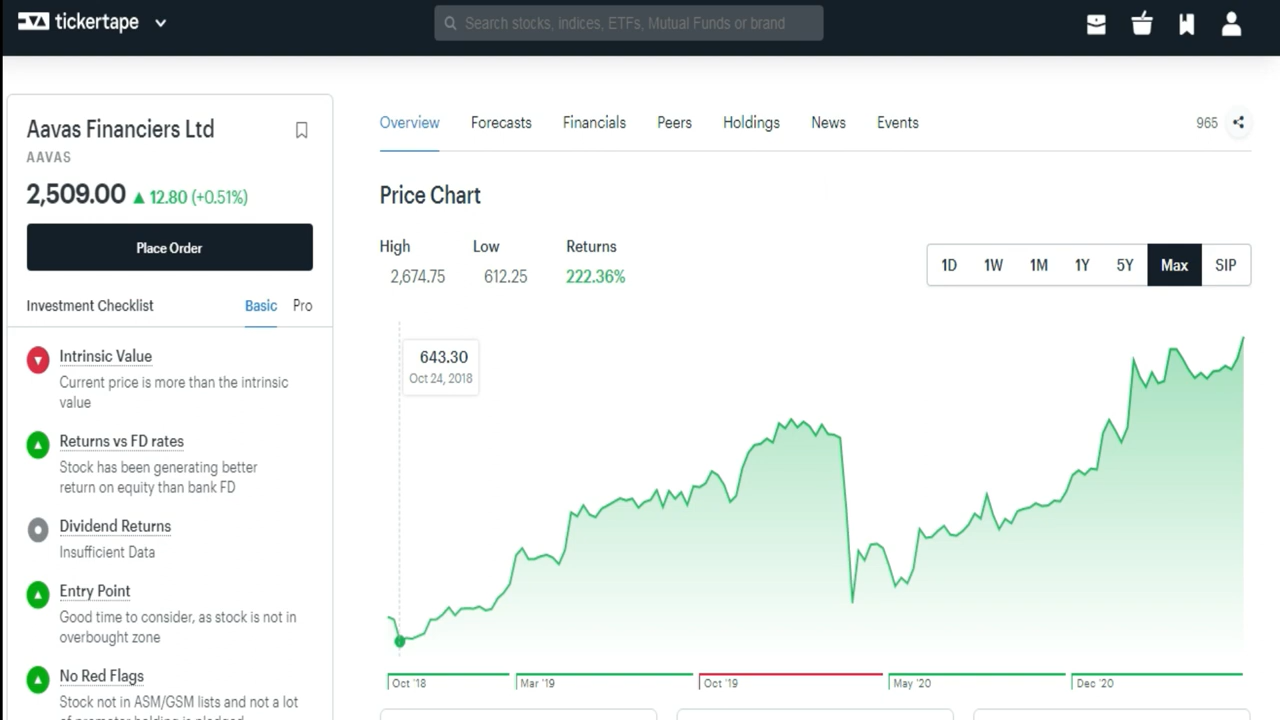 tickertape
Search stocks, indices, ETFs, Mutual Funds or brand
Aavas Financiers Ltd
AAVAS
2,509.00 ▲ 12.80 (+0.51%)
Place Order
Investment Checklist Basic Pro
Intrinsic Value
Current price is more than the intrinsic
value
Returns vs FD rates
Stock has been generating better
return on equity than bank FD
Dividend Returns
Insufficient Data
Entry Point
Good time to consider, as stock is not in
overbought zone
No Red Flags
Stock not in ASM/GSM lists and not a lot
of promoter holding is pledged
Overview Forecasts Financials Peers Holdings News Events 965
Price Chart
High Low Returns
2,674.75 612.25 222.36%
1D 1W 1M 1Y 5Y Max SIP
643.30
Oct 24, 2018
Oct '18 Mar '19 Oct '19 May '20 Dec '20